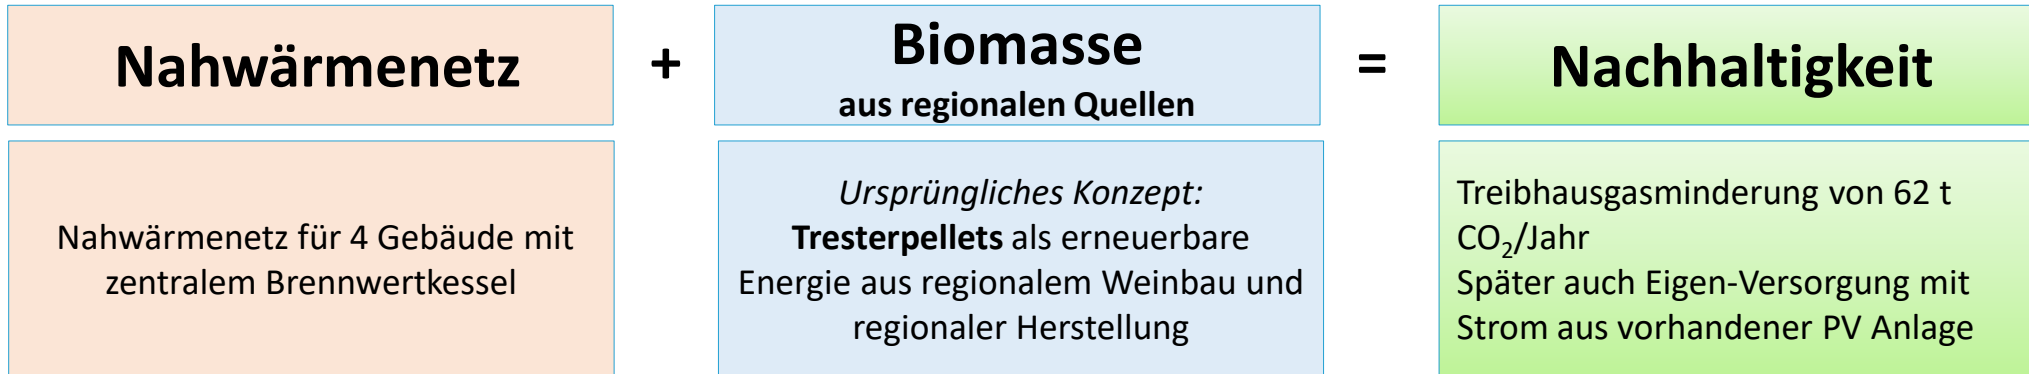 Nahwärmenetz
+
Biomasse
aus regionalen Quellen
=
Nachhaltigkeit
Nahwärmenetz für 4 Gebäude mit
zentralem Brennwertkessel
Ursprüngliches Konzept:
Tresterpellets als erneuerbare
Energie aus regionalem Weinbau und
regionaler Herstellung
Treibhausgasminderung von 62 t
CO₂/Jahr
Später auch Eigen-Versorgung mit
Strom aus vorhandener PV Anlage